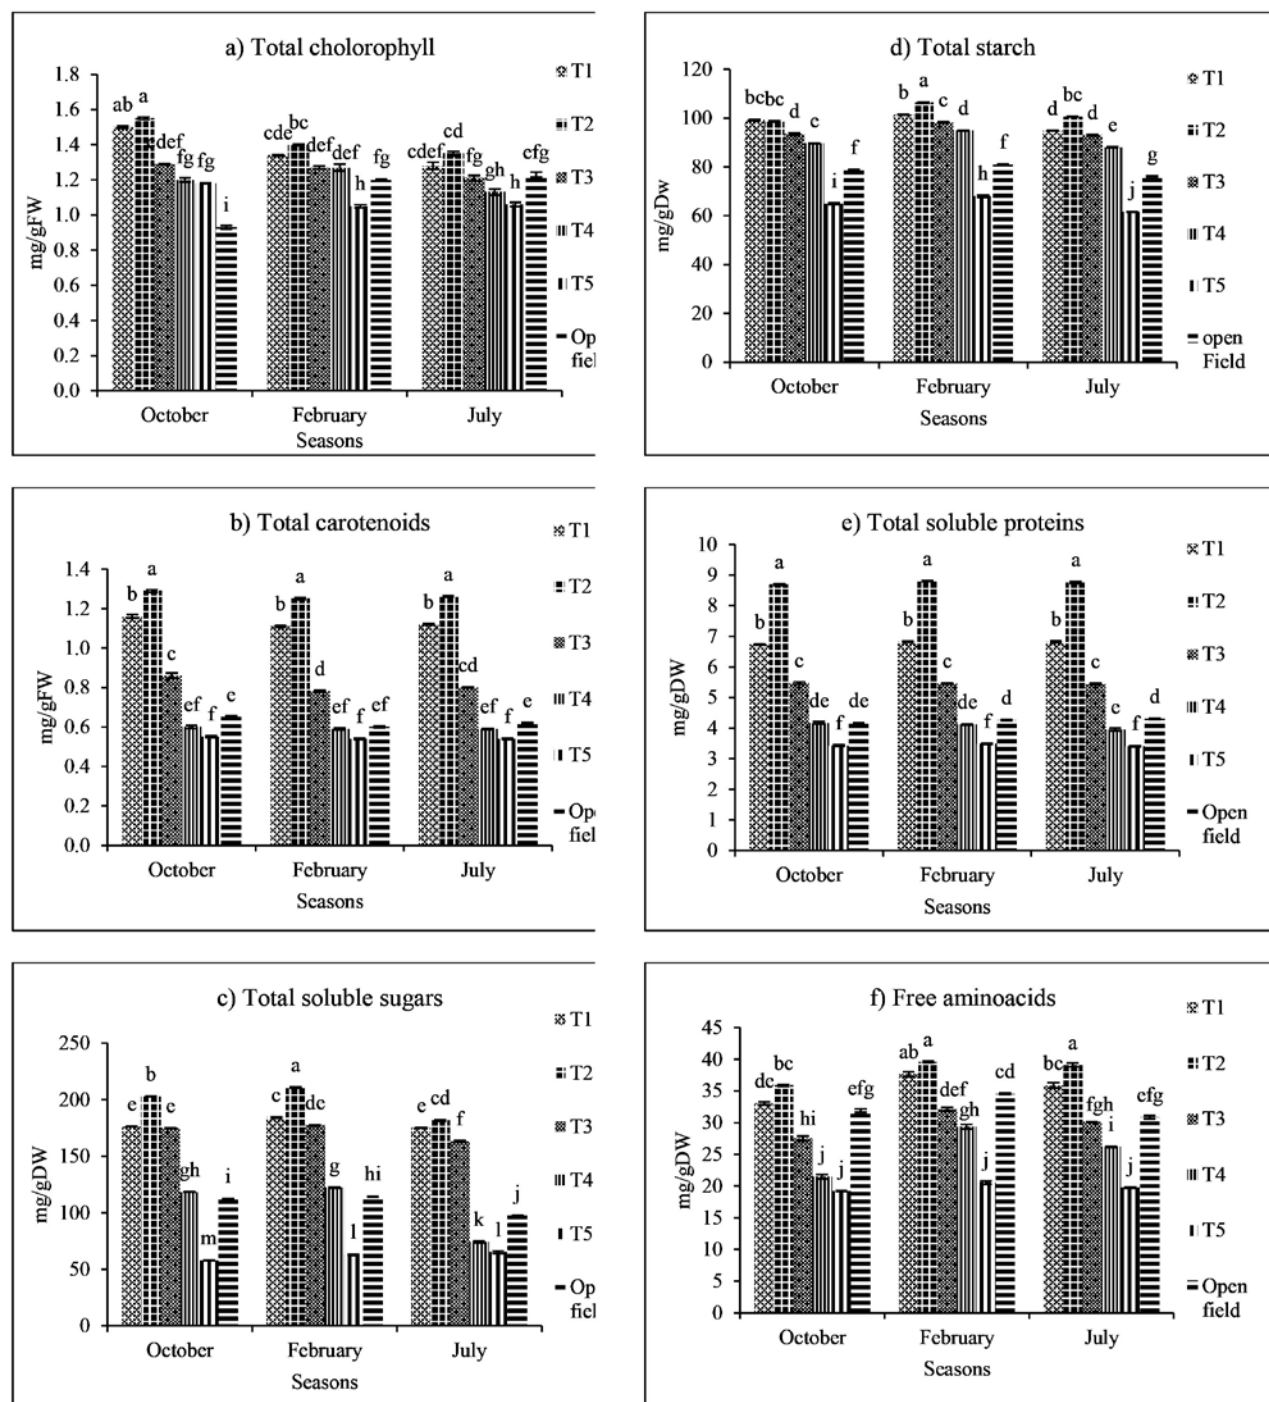 a) Total cholorophyll
mg/gFW
1.8
1.6
1.4
1.2
1.0
0.8
0.6
0.4
0.2
0.0
ab a cdef fg fg i
cde bc def def h fg
cdef cd fg gh h efg
October February July
Seasons
T1
T2
T3
T4
T5
Op
fiel
d) Total starch
mg/gDw
120
100
80
60
40
20
0
bc bc d e i f
b a c d h f
d bc d e j g
October February July
Seasons
T1
T2
T3
T4
T5
open
Field
b) Total carotenoids
mg/gFW
1.4
1.2
1.0
0.8
0.6
0.4
0.2
0.0
b a c ef f e
b a d ef f ef
b a cd ef f e
October February July
Seasons
T1
T2
T3
T4
T5
Op
fiel
e) Total soluble proteins
mg/gDW
10
9
8
7
6
5
4
3
2
1
0
b a c de f de
b a c de f d
b a c e f d
October February July
Seasons
T1
T2
T3
T4
T5
Open
field
c) Total soluble sugars
mg/gDW
250
200
150
100
50
0
e b e gh m i
c a de g l hi
e cd f k l j
October February July
Seasons
T1
T2
T3
T4
T5
Op
fiel
f) Free aminoacids
mg/gDW
45
40
35
30
25
20
15
10
5
0
de bc hi j j efg
ab a def gh j cd
bc a fgh i j efg
October February July
Seasons
T1
T2
T3
T4
T5
Open
field